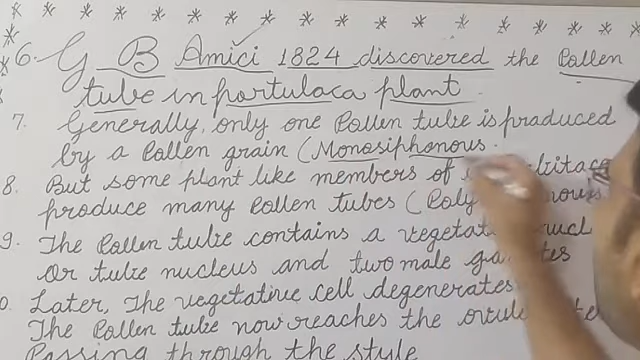 6. G B Amici 1824 discovered the Pollen
tube in portulaca plant
7. Generally, only one Pollen tube is produced
by a Pollen grain (Monosiphonous.
8. But some plant like members of
produce many Pollen tubes (
9. The Pollen tube contains a
Or tube nucleus and two male
Later, The vegetative cell degenerates
The Pollen tube now reaches the
Passing through the style